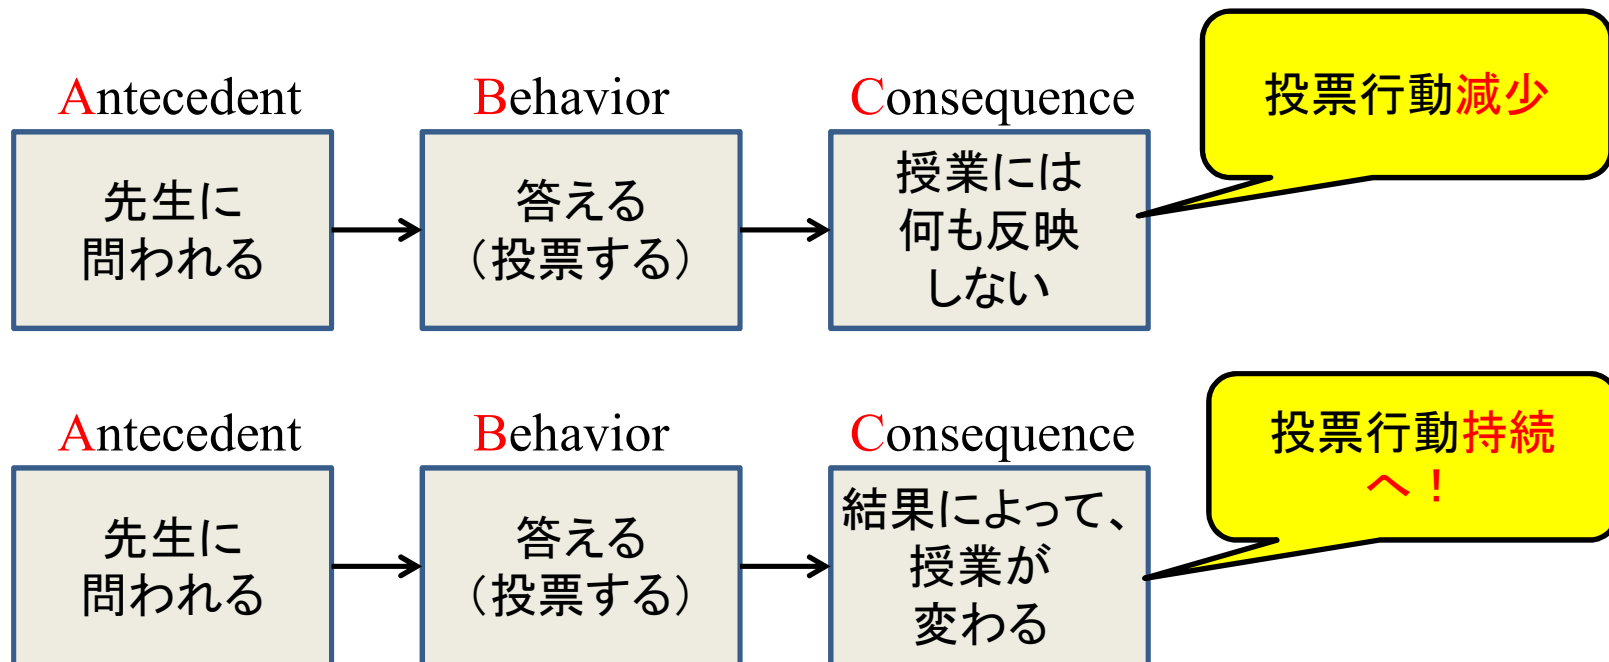 Antecedent
Behavior
Consequence
投票行動減少
先生に
問われる
答える
（投票する）
授業には
何も反映
しない
Antecedent
Behavior
Consequence
投票行動持続
へ！
先生に
問われる
答える
（投票する）
結果によって、
授業が
変わる